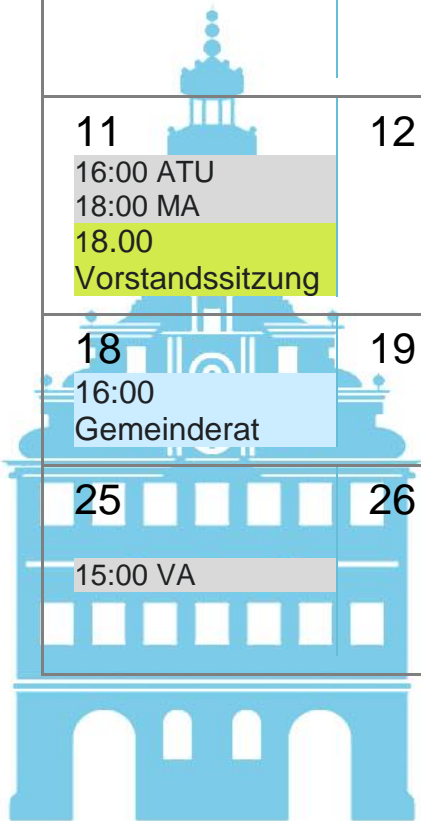 11
12
16:00 ATU
18:00 MA
18.00
Vorstandssitzung
18
19
16:00
Gemeinderat
25
26
15:00 VA